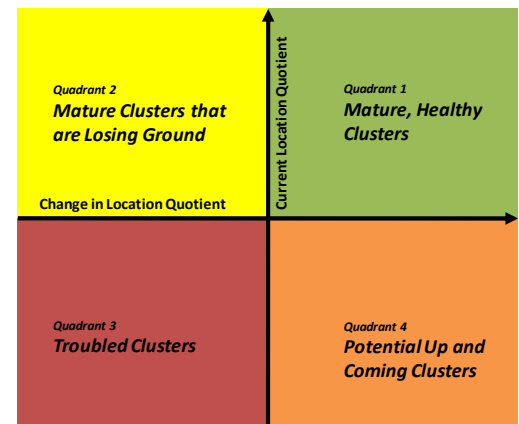 Quadrant 2
Mature Clusters that
are Losing Ground
Current Location Quotient
Quadrant 1
Mature, Healthy
Clusters
Change in Location Quotient
Quadrant 3
Troubled Clusters
Quadrant 4
Potential Up and
Coming Clusters